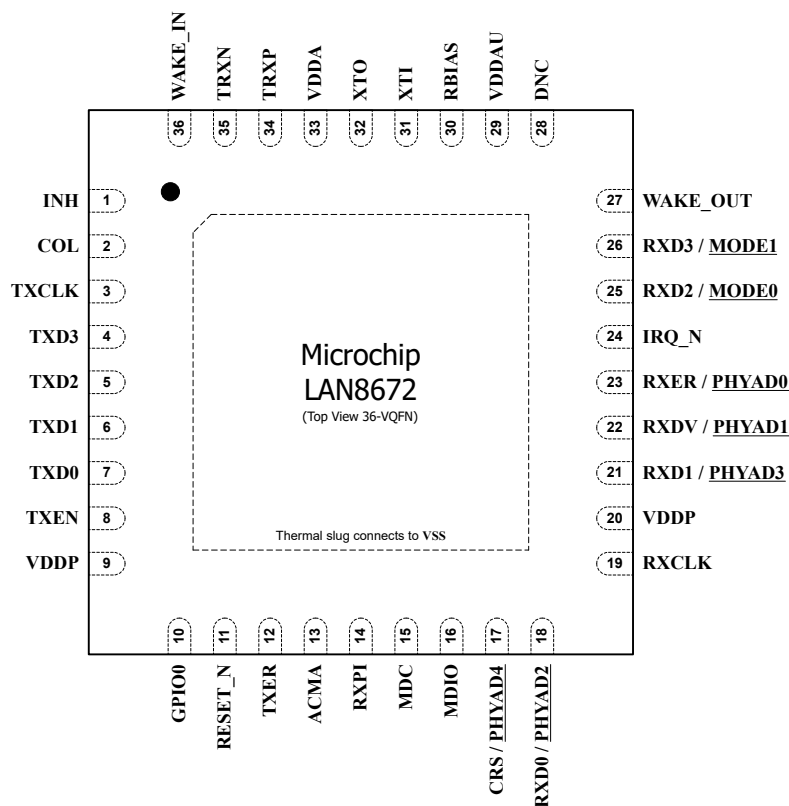 WAKE_IN
TRXN
TRXP
VDDA
XTO
XTI
RBIAS
VDDAU
DNC
36
35
34
33
32
31
30
29
28
INH 1
27 WAKE_OUT
COL 2
26 RXD3 / MODE1
TXCLK 3
25 RXD2 / MODE0
TXD3 4
24 IRQ_N
TXD2 5
23 RXER / PHYAD0
TXD1 6
22 RXDV / PHYAD1
TXD0 7
21 RXD1 / PHYAD3
TXEN 8
20 VDDP
VDDP 9
19 RXCLK
Microchip
LAN8672
(Top View 36-VQFN)
Thermal slug connects to VSS
10
11
12
13
14
15
16
17
18
GPIO0
RESET_N
TXER
ACMA
RXPI
MDC
MDIO
CRS / PHYAD4
RXD0 / PHYAD2